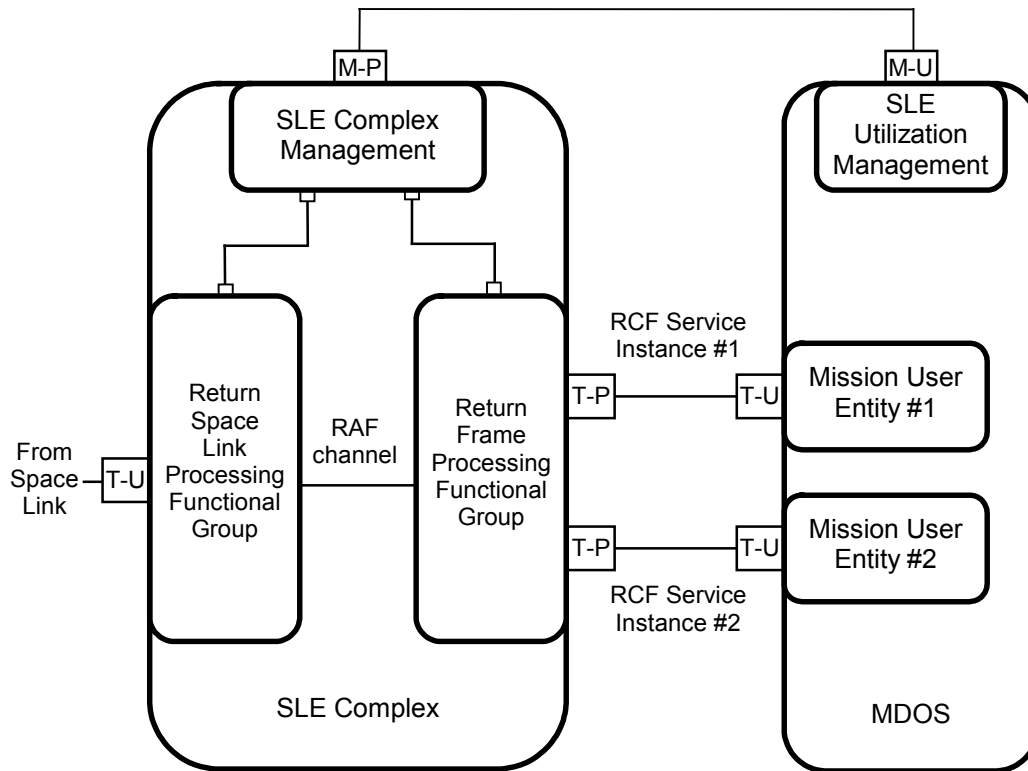 M-P
M-U
SLE Complex
Management
SLE
Utilization
Management
RCF Service
Instance #1
Return
Space
Link
Processing
Functional
Group
RAF
channel
Return
Frame
Processing
Functional
Group
T-P
T-U
Mission User
Entity #1
From
Space
Link
T-U
T-P
T-U
Mission User
Entity #2
RCF Service
Instance #2
SLE Complex
MDOS